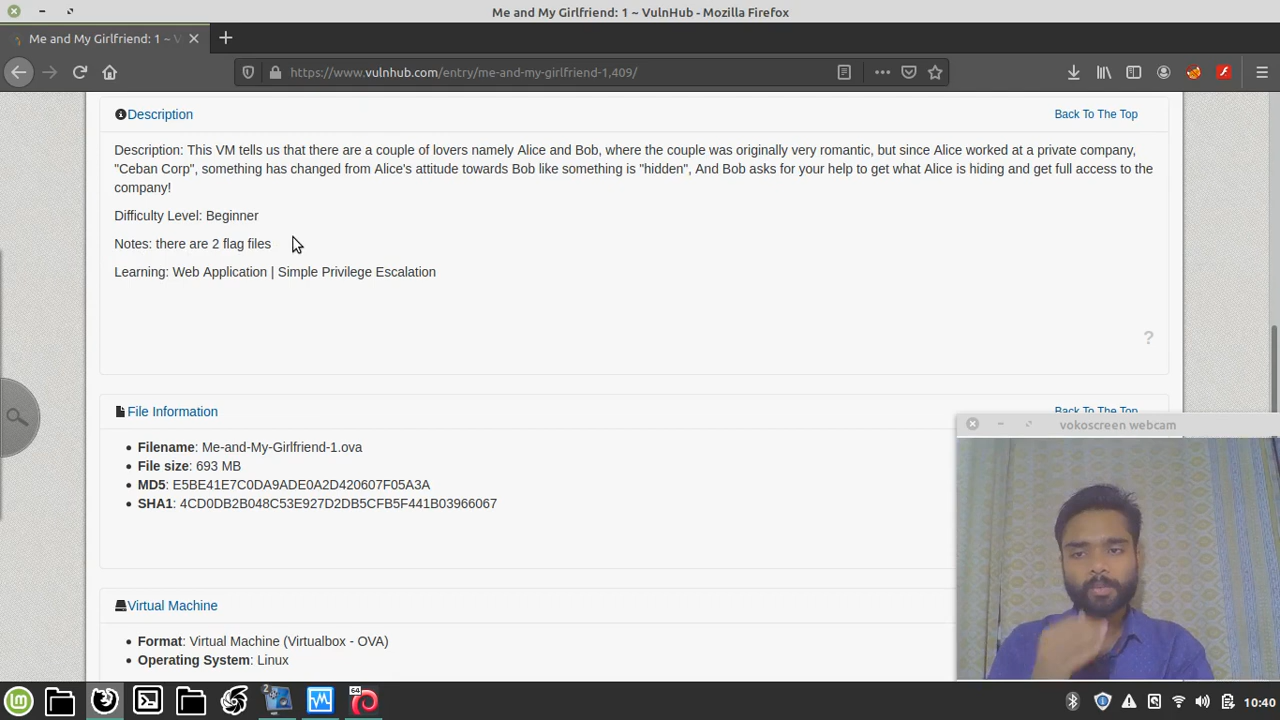 Me and My Girlfriend: 1 ~ VulnHub - Mozilla Firefox
Me and My Girlfriend: 1 ~ V
https://www.vulnhub.com/entry/me-and-my-girlfriend-1,409/
Description
Back To The Top
Description: This VM tells us that there are a couple of lovers namely Alice and Bob, where the couple was originally very romantic, but since Alice worked at a private company,
"Ceban Corp", something has changed from Alice's attitude towards Bob like something is "hidden", And Bob asks for your help to get what Alice is hiding and get full access to the
company!
Difficulty Level: Beginner
Notes: there are 2 flag files
Learning: Web Application | Simple Privilege Escalation
?
File Information
Back To The Top
vokoscreen webcam
Filename: Me-and-My-Girlfriend-1.ova
File size: 693 MB
MD5: E5BE41E7C0DA9ADE0A2D420607F05A3A
SHA1: 4CD0DB2B048C53E927D2DB5CFB5F441B03966067
Virtual Machine
Format: Virtual Machine (Virtualbox - OVA)
Operating System: Linux
2
64
10:40